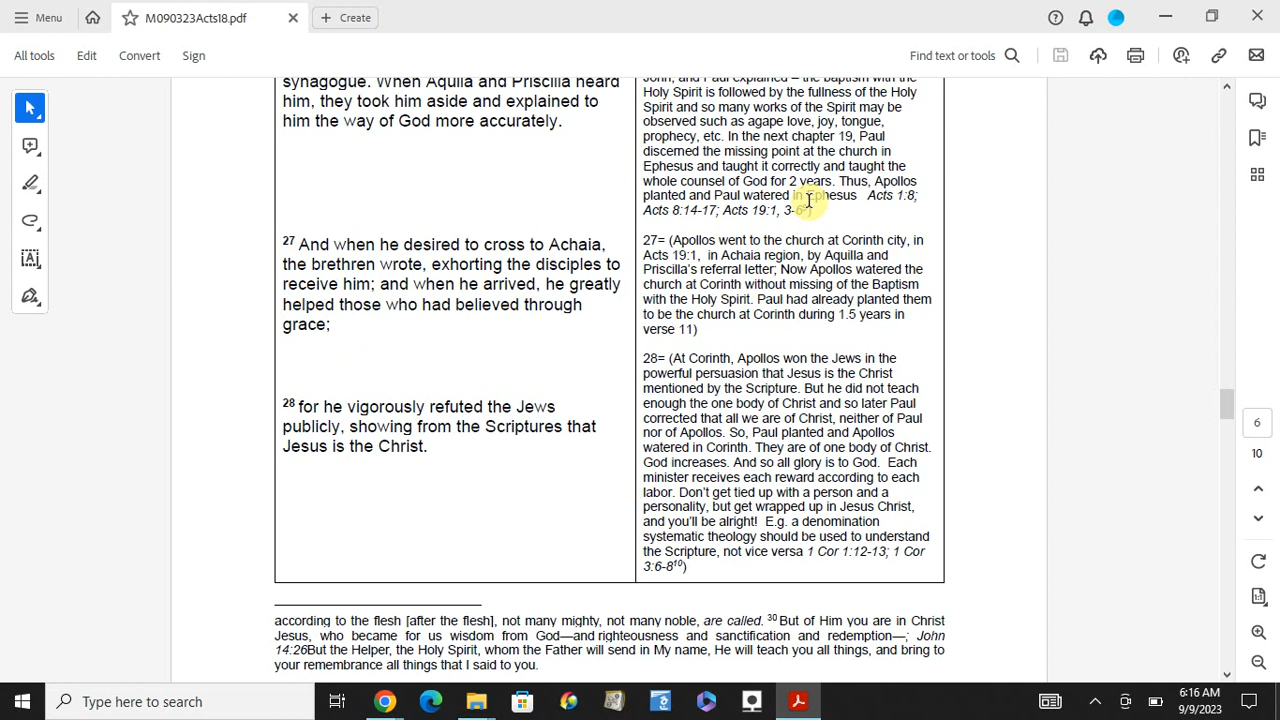 Menu
M090323Acts18.pdf
Create
All tools
Edit
Convert
Sign
Find text or tools
synagogue. When Aquila and Priscilla heard
him, they took him aside and explained to
him the way of God more accurately.
27 And when he desired to cross to Achaia,
the brethren wrote, exhorting the disciples to
receive him; and when he arrived, he greatly
helped those who had believed through
grace;
28 for he vigorously refuted the Jews
publicly, showing from the Scriptures that
Jesus is the Christ.
John, and Paul explained – the baptism with the
Holy Spirit is followed by the fullness of the Holy
Spirit and so many works of the Spirit may be
observed such as agape love, joy, tongue,
prophecy, etc. In the next chapter 19, Paul
discerned the missing point at the church in
Ephesus and taught it correctly and taught the
whole counsel of God for 2 years. Thus, Apollos
planted and Paul watered in Ephesus Acts 1:8;
Acts 8:14-17; Acts 19:1, 3-6
27= (Apollos went to the church at Corinth city, in
Acts 19:1, in Achaia region, by Aquilla and
Priscilla's referral letter; Now Apollos watered the
church at Corinth without missing of the Baptism
with the Holy Spirit. Paul had already planted them
to be the church at Corinth during 1.5 years in
verse 11)
28= (At Corinth, Apollos won the Jews in the
powerful persuasion that Jesus is the Christ
mentioned by the Scripture. But he did not teach
enough the one body of Christ and so later Paul
corrected that all we are of Christ, neither of Paul
nor of Apollos. So, Paul planted and Apollos
watered in Corinth. They are of one body of Christ.
God increases. And so all glory is to God. Each
minister receives each reward according to each
labor. Don't get tied up with a person and a
personality, but get wrapped up in Jesus Christ,
and you'll be alright! E.g. a denomination
systematic theology should be used to understand
the Scripture, not vice versa 1 Cor 1:12-13; 1 Cor
3:6-810)
according to the flesh [after the flesh], not many mighty, not many noble, are called. 30 But of Him you are in Christ
Jesus, who became for us wisdom from God—and righteousness and sanctification and redemption—; John
14:26But the Helper, the Holy Spirit, whom the Father will send in My name, He will teach you all things, and bring to
your remembrance all things that I said to you.
6
10
Type here to search
6:16 AM
9/9/2023